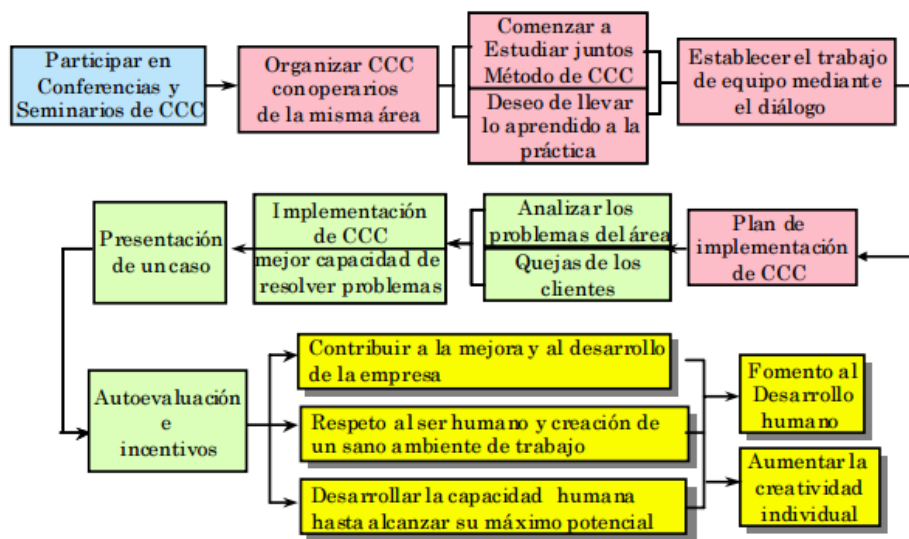 Participar en
Conferencias y
Seminarios de CCC
Organizar CCC
con operarios
de la misma área
Comenzar a
Estudiar juntos
Método de CCC
Deseo de llevar
lo aprendido a la
práctica
Establecer el trabajo
de equipo mediante
el diálogo
Plan de
implementación
de CCC
Analizar los
problemas del área
Quejas de los
clientes
Implementación
de CCC
mejor capacidad de
resolver problemas
Presentación
de un caso
Autoevaluación
e
incentivos
Contribuir a la mejora y al desarrollo
de la empresa
Respeto al ser humano y creación de
un sano ambiente de trabajo
Desarrollar la capacidad humana
hasta alcanzar su máximo potencial
Fomento al
Desarrollo
humano
Aumentar la
creatividad
individual